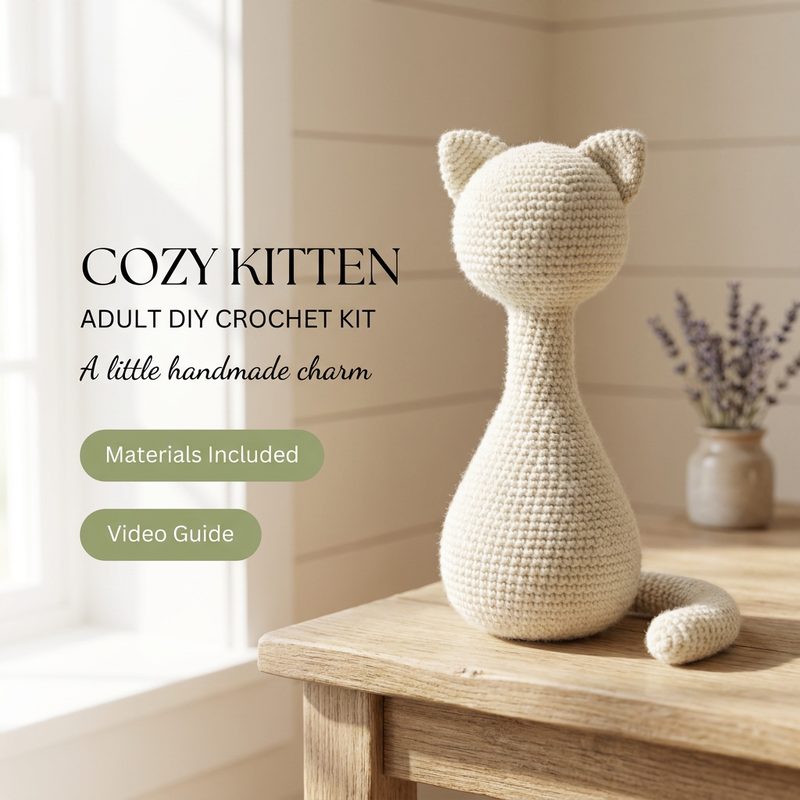 COZY KITTEN
ADULT DIY CROCHET KIT
A little handmade charm
Materials Included
Video Guide